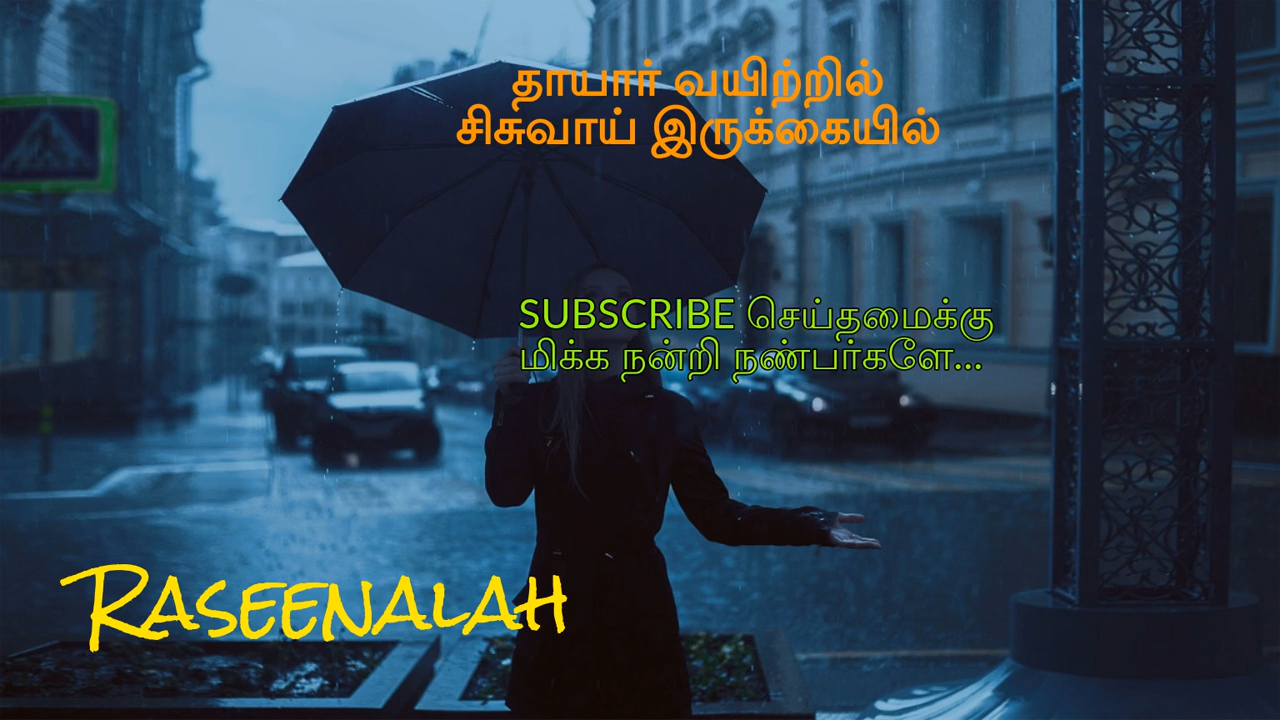 தாயார் வயிற்றில்
சிசுவாய் இருக்கையில்
SUBSCRIBE செய்தமைக்கு
மிக்க நன்றி நண்பர்களே...
RASEENALAH